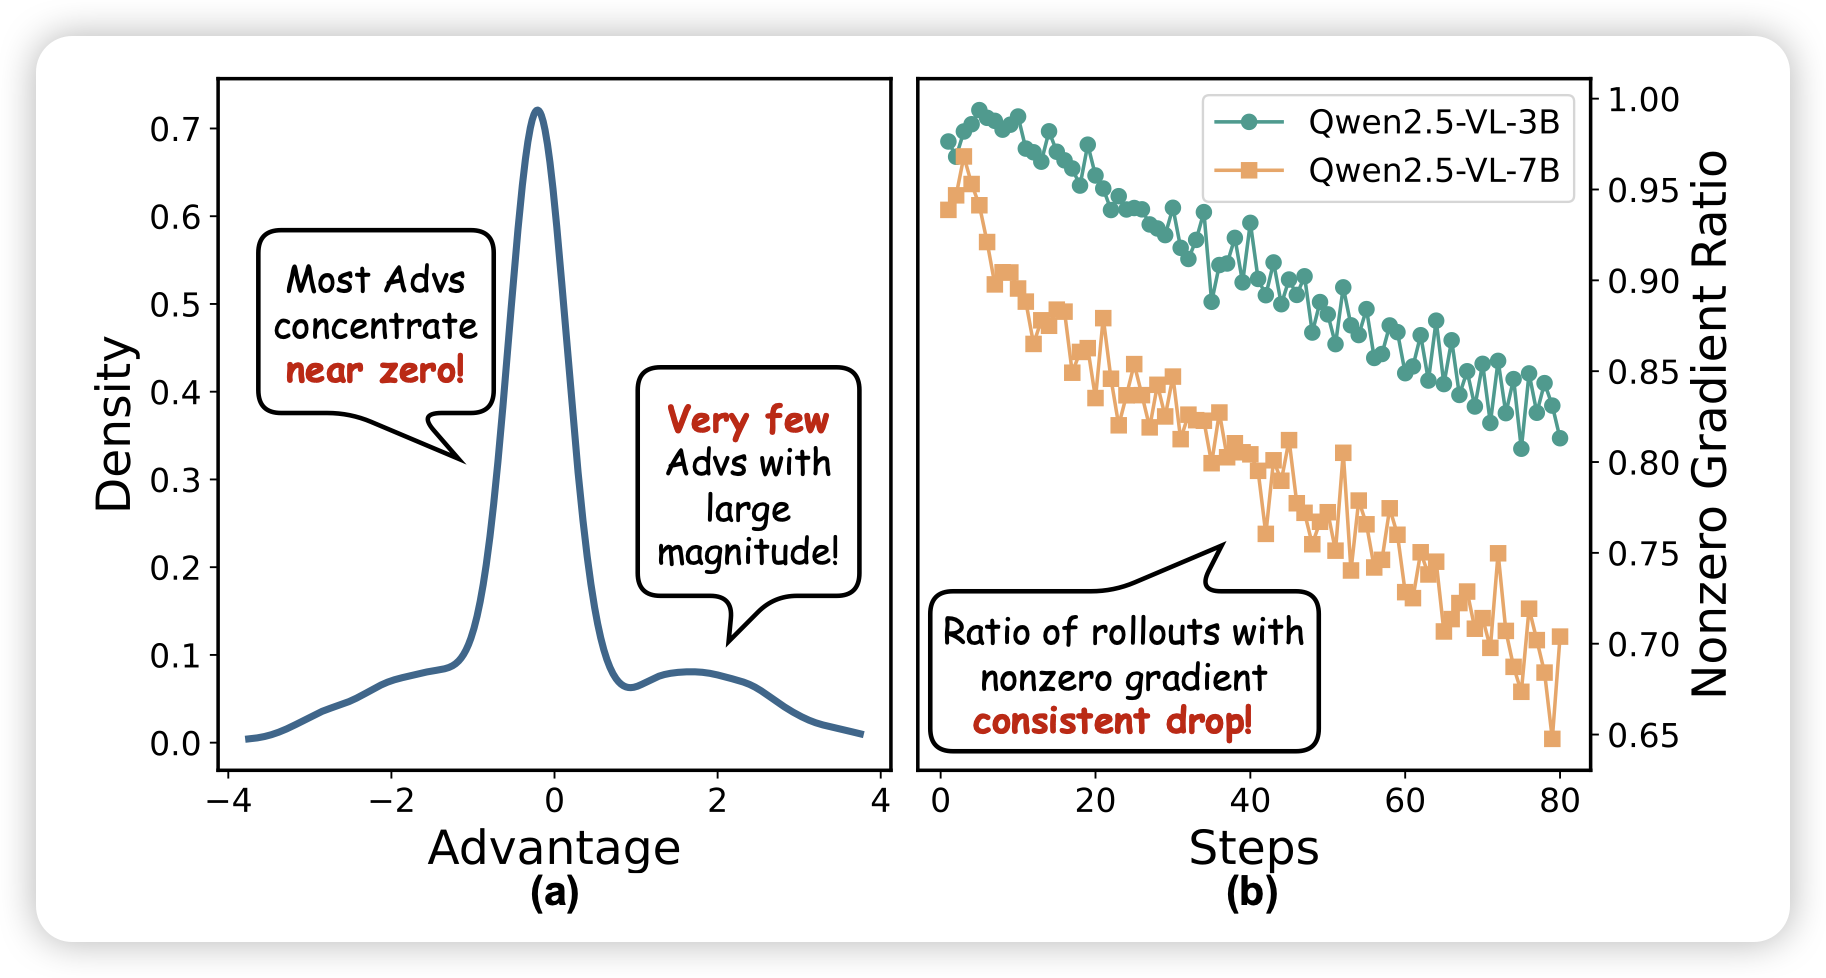 0.7
0.6
0.5
0.4
0.3
0.2
0.1
0.0
Density
Most Advs
concentrate
near zero!
Very few
Advs with
large
magnitude!
−4 −2 0 2 4
Advantage
(a)
Qwen2.5-VL-3B
Qwen2.5-VL-7B
Ratio of rollouts with
nonzero gradient
consistent drop!
1.00
0.95
0.90
0.85
0.80
0.75
0.70
0.65
Nonzero Gradient Ratio
0 20 40 60 80
Steps
(b)